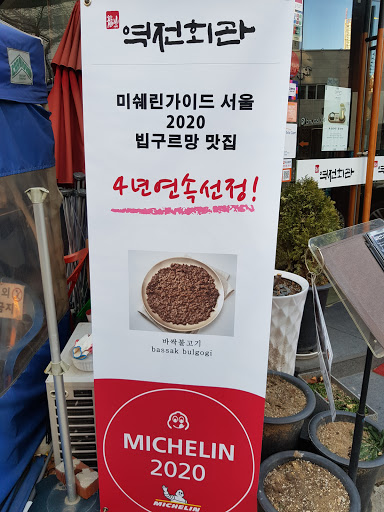 역전회관
미쉐린가이드 서울
2020
빕구르망 맛집
4년연속선정!
바싹불고기
bassak bulgogi
MICHELIN
2020
MICHELIN
역전회관